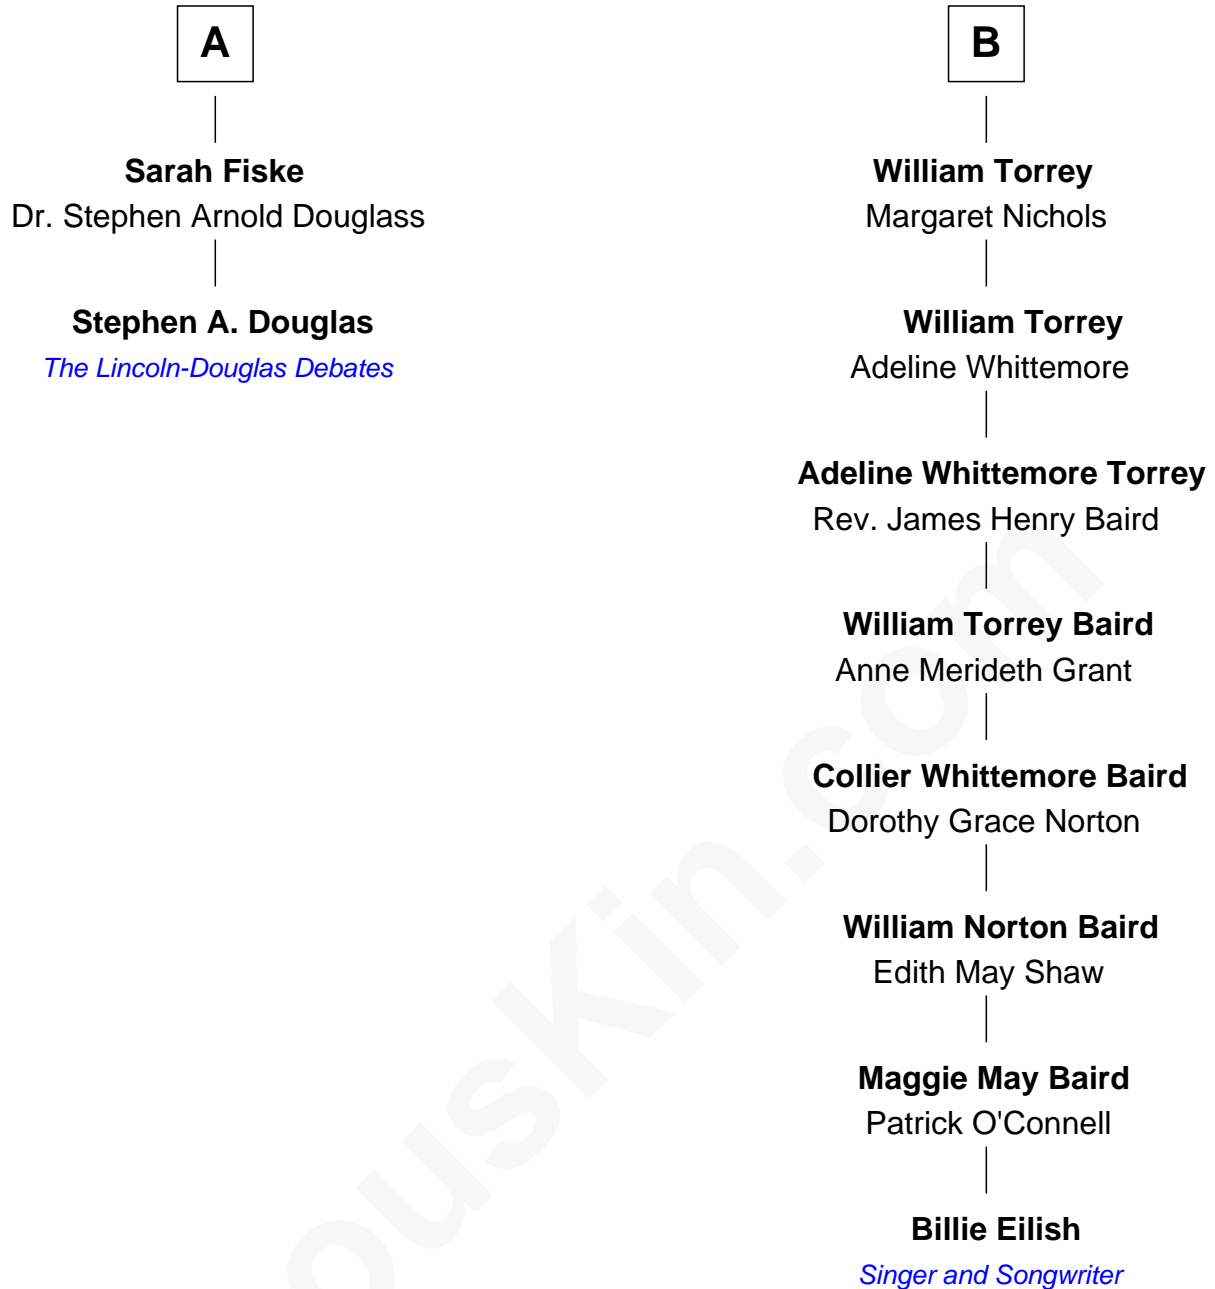 A
Sarah Fiske
Dr. Stephen Arnold Douglass
Stephen A. Douglas
The Lincoln-Douglas Debates
B
William Torrey
Margaret Nichols
William Torrey
Adeline Whittemore
Adeline Whittemore Torrey
Rev. James Henry Baird
William Torrey Baird
Anne Merideth Grant
Collier Whittemore Baird
Dorothy Grace Norton
William Norton Baird
Edith May Shaw
Maggie May Baird
Patrick O'Connell
Billie Eilish
Singer and Songwriter
ousKin.com